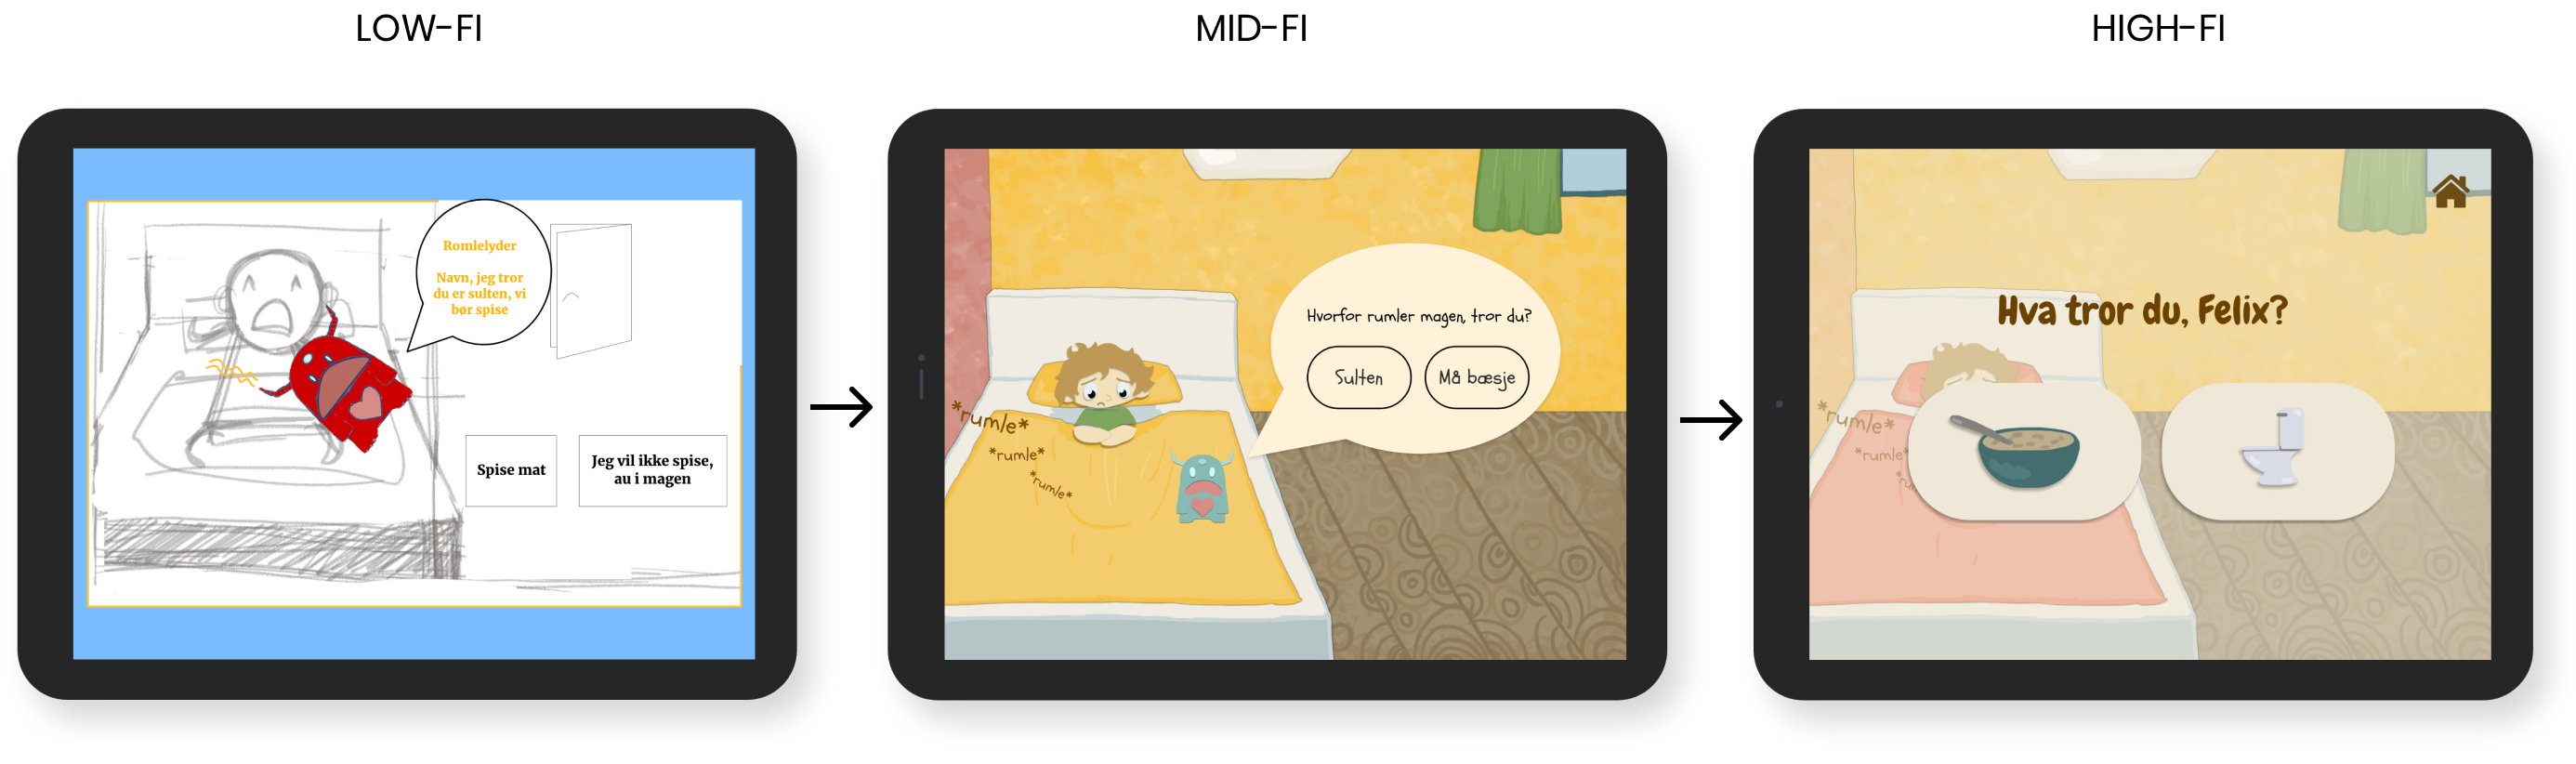 LOW-FI
MID-FI
HIGH-FI
Romlelyder
Navn, jeg tror
du er sulten, vi
bør spise
Spise mat
Jeg vil ikke spise,
au i magen
Hvorfor rumler magen, tror du?
Sulten
Må bæsje
*rumle*
*rumle*
*rumle*
Hva tror du, Felix?
*rumle*
*rumle
*ru